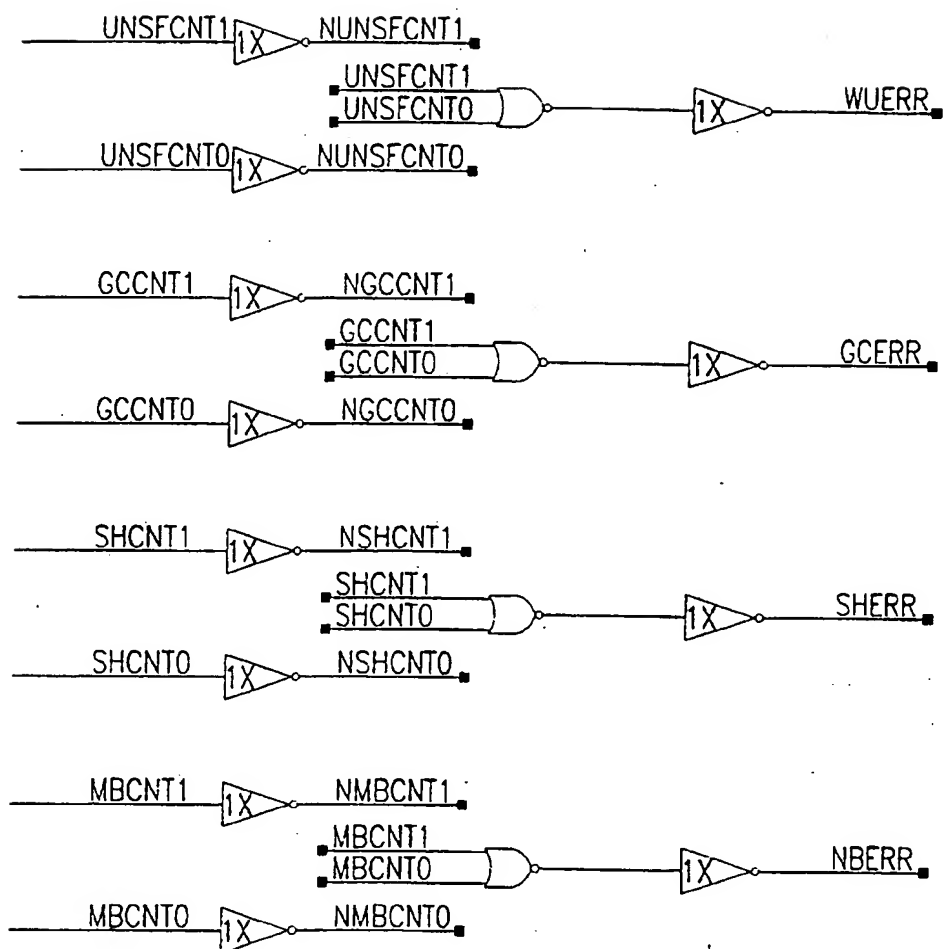 UNSFCNT1 1X NUNSFCNT1
UNSFCNT1
UNSFCNT0 1X WUERR
UNSFCNT0 1X NUNSFCNT0
GCCNT1 1X NGCCNT1
GCCNT1
GCCNT0 1X GCERR
GCCNT0 1X NGCCNT0
SHCNT1 1X NSHCNT1
SHCNT1
SHCNT0 1X SHERR
SHCNT0 1X NSHCNT0
MBCNT1 1X NMBCNT1
MBCNT1
MBCNT0 1X NBERR
MBCNT0 1X NMBCNT0